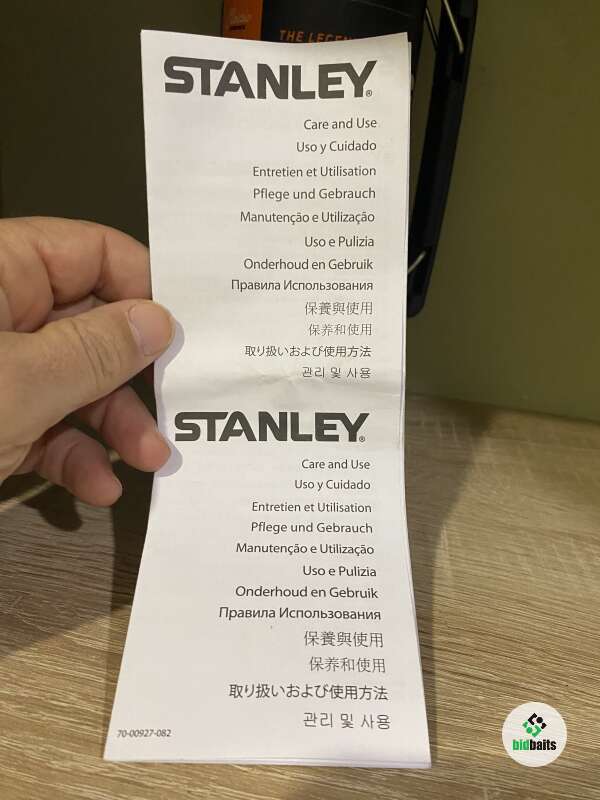 THE LEGEN
STANLEY®
Care and Use
Uso y Cuidado
Entretien et Utilisation
Pflege und Gebrauch
Manutenção e Utilização
Uso e Pulizia
Onderhoud en Gebruik
Правила Использования
保養與使用
保养和使用
取り扱いおよび使用方法
관리 및 사용
STANLEY®
Care and Use
Uso y Cuidado
Entretien et Utilisation
Pflege und Gebrauch
Manutenção e Utilização
Uso e Pulizia
Onderhoud en Gebruik
Правила Использования
保養與使用
保养和使用
取り扱いおよび使用方法
관리 및 사용
70-00927-082
bidbaits